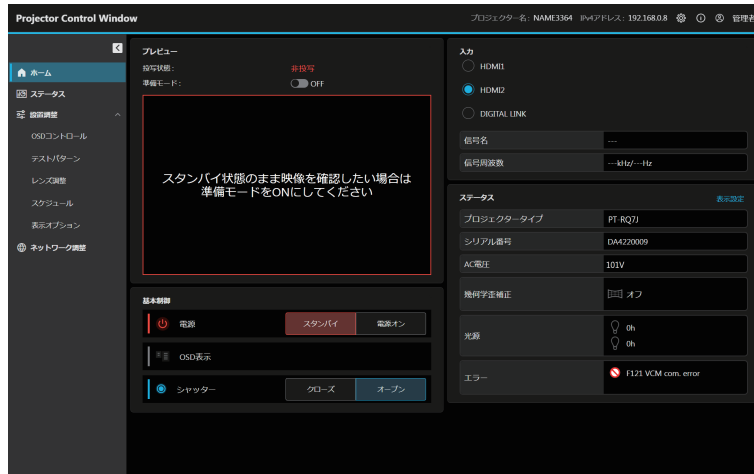 Projector Control Window
プロジェクター名: NAME3364 IPv4アドレス: 192.168.0.8 管理者
ホーム
ステータス
設置調整
OSDコントロール
テストパターン
レンズ調整
スケジュール
表示オプション
ネットワーク調整
プレビュー
投写状態: 非投写
準備モード: OFF
スタンバイ状態のまま映像を確認したい場合は
準備モードをONにしてください
基本制御
電源 スタンバイ 電源オン
OSD表示
シャッター クローズ オープン
入力
HDMI1
HDMI2
DIGITAL LINK
信号名 ---
信号周波数 ---kHz/---Hz
ステータス 表示設定
プロジェクタータイプ PT-RQ7J
シリアル番号 DA4220009
AC電圧 101V
幾何学歪補正 オフ
光源 0h
0h
エラー F121 VCM com. error